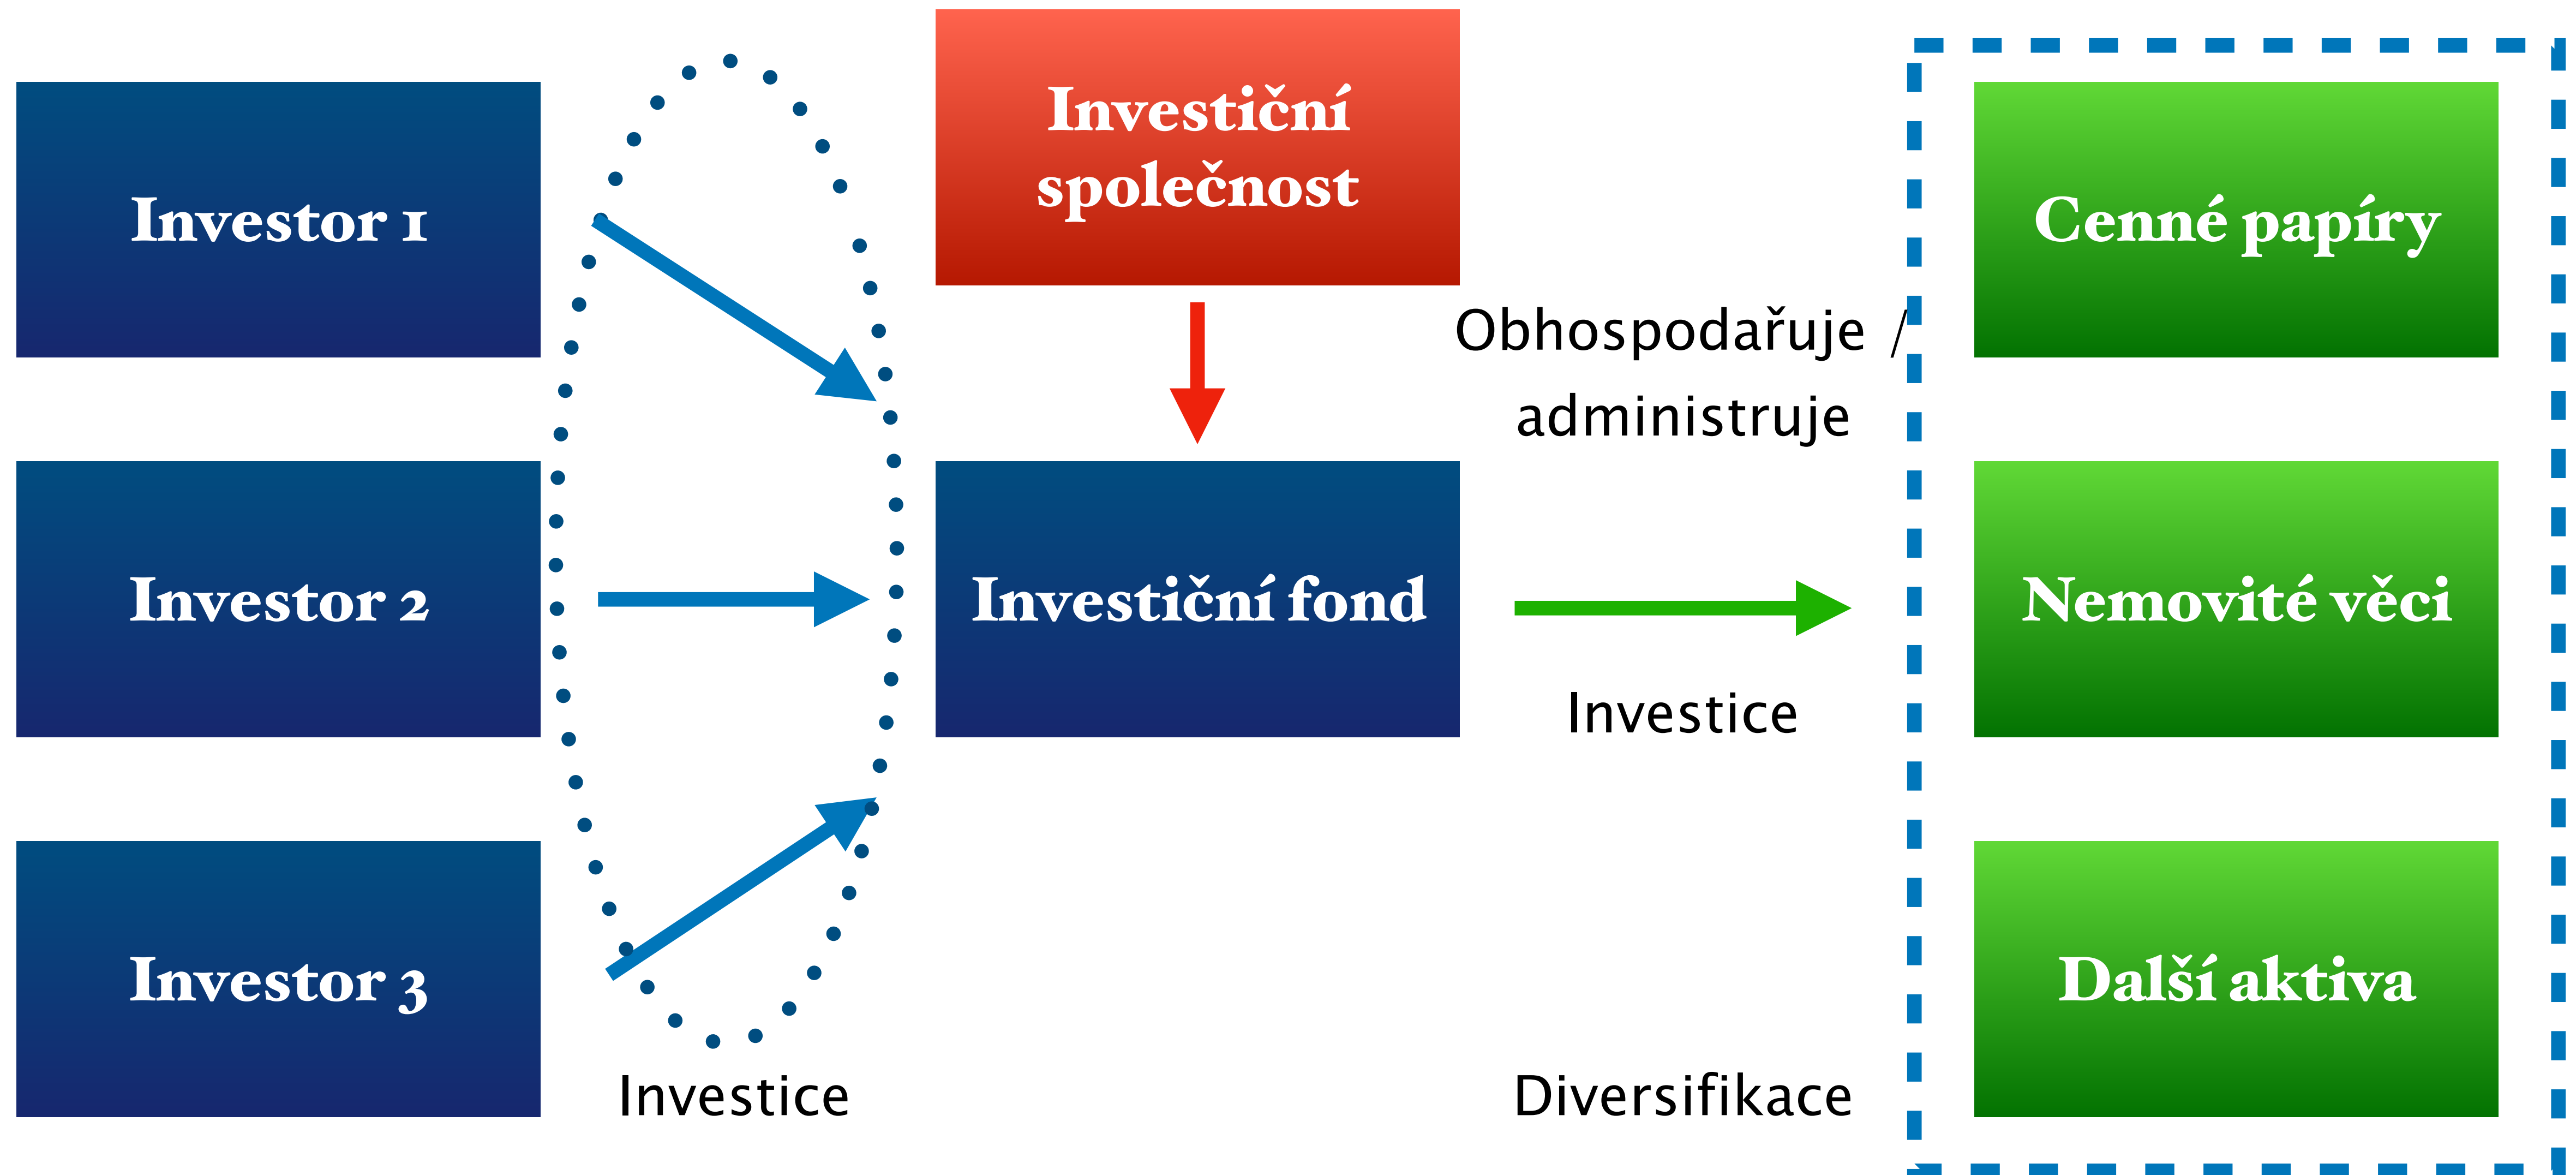 Investor 1
Investor 2
Investor 3
Investice
Investiční
společnost
Obhospodařuje /
administruje
Investiční fond
Investice
Diversifikace
Cenné papíry
Nemovité věci
Další aktiva